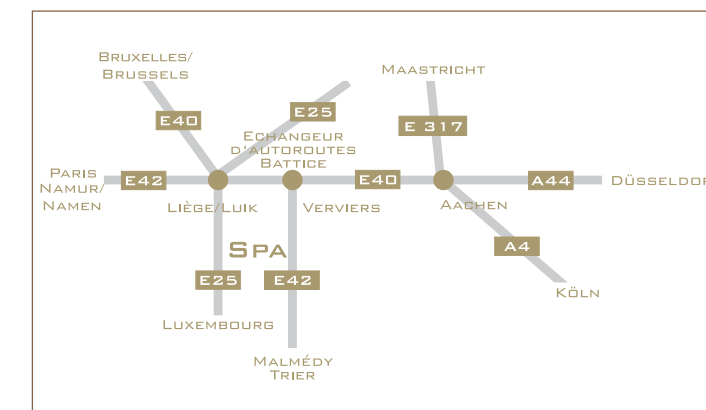 BRUXELLES/
BRUSSELS
MAASTRICHT
E25
E40
E 317
ECHANGEUR
D'AUTOROUTES
BATTICE
PARIS
NAMUR/
NAMEN
E42
E40
A44
DÜSSELDOR
LIÈGE/LUIK
VERVIERS
AACHEN
SPA
A4
E25
E42
KÖLN
LUXEMBOURG
MALMÉDY
TRIER